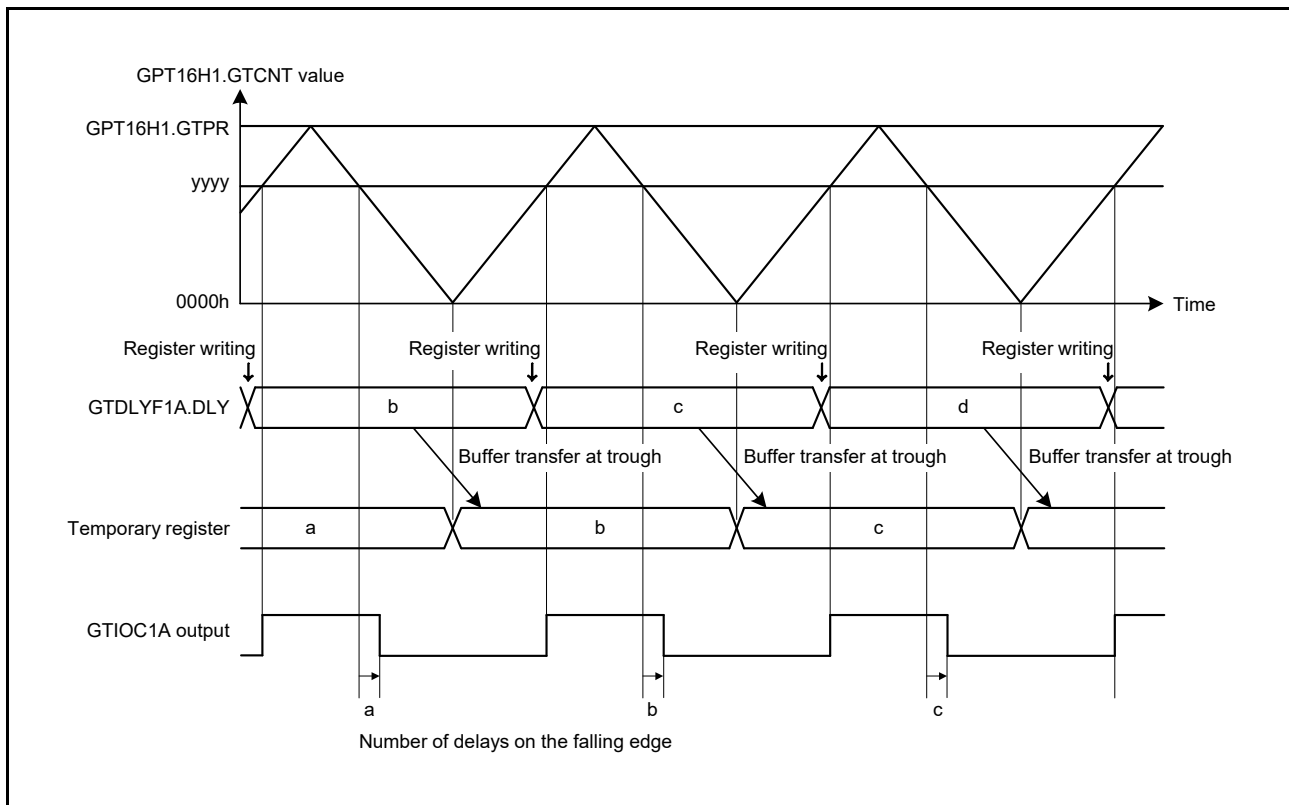 GPT16H1.GTCNT value
GPT16H1.GTPR
yyyy
0000h
Time
Register writing
Register writing
Register writing
Register writing
GTDLYF1A.DLY
b
c
d
Buffer transfer at trough
Buffer transfer at trough
Buffer transfer at trough
Temporary register
a
b
c
GTIOC1A output
a
b
c
Number of delays on the falling edge